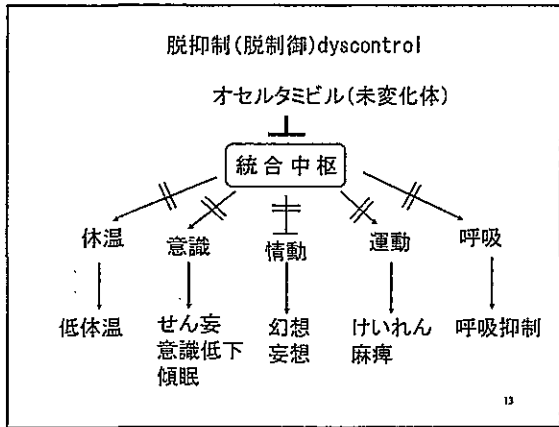 脱抑制(脱制御)dyscontrol
オセルタミビル(未変化体)
統合中枢
体温 意識 情動 運動 呼吸
低体温 せん妄 幻想 けいれん 呼吸抑制
意識低下 妄想 麻痺
傾眠
13